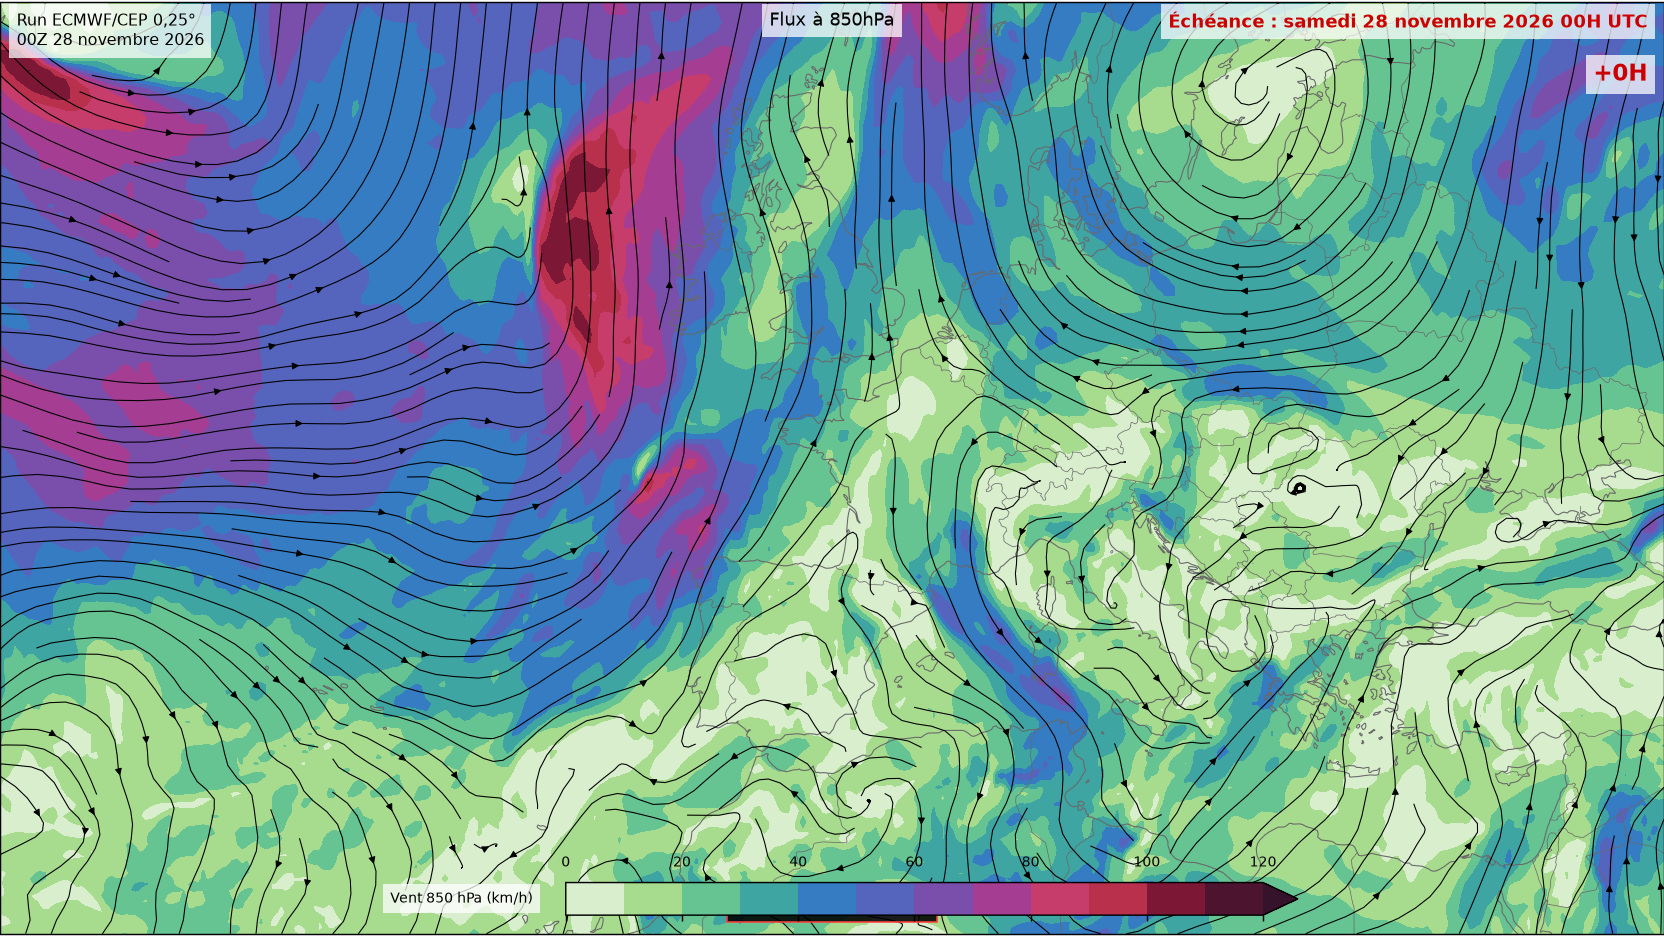 Run ECMWF/CEP 0,25°
00Z 28 novembre 2026
Flux à 850hPa
Échéance : samedi 28 novembre 2026 00H UTC
+0H
0 20 40 60 80 100 120
Vent 850 hPa (km/h)